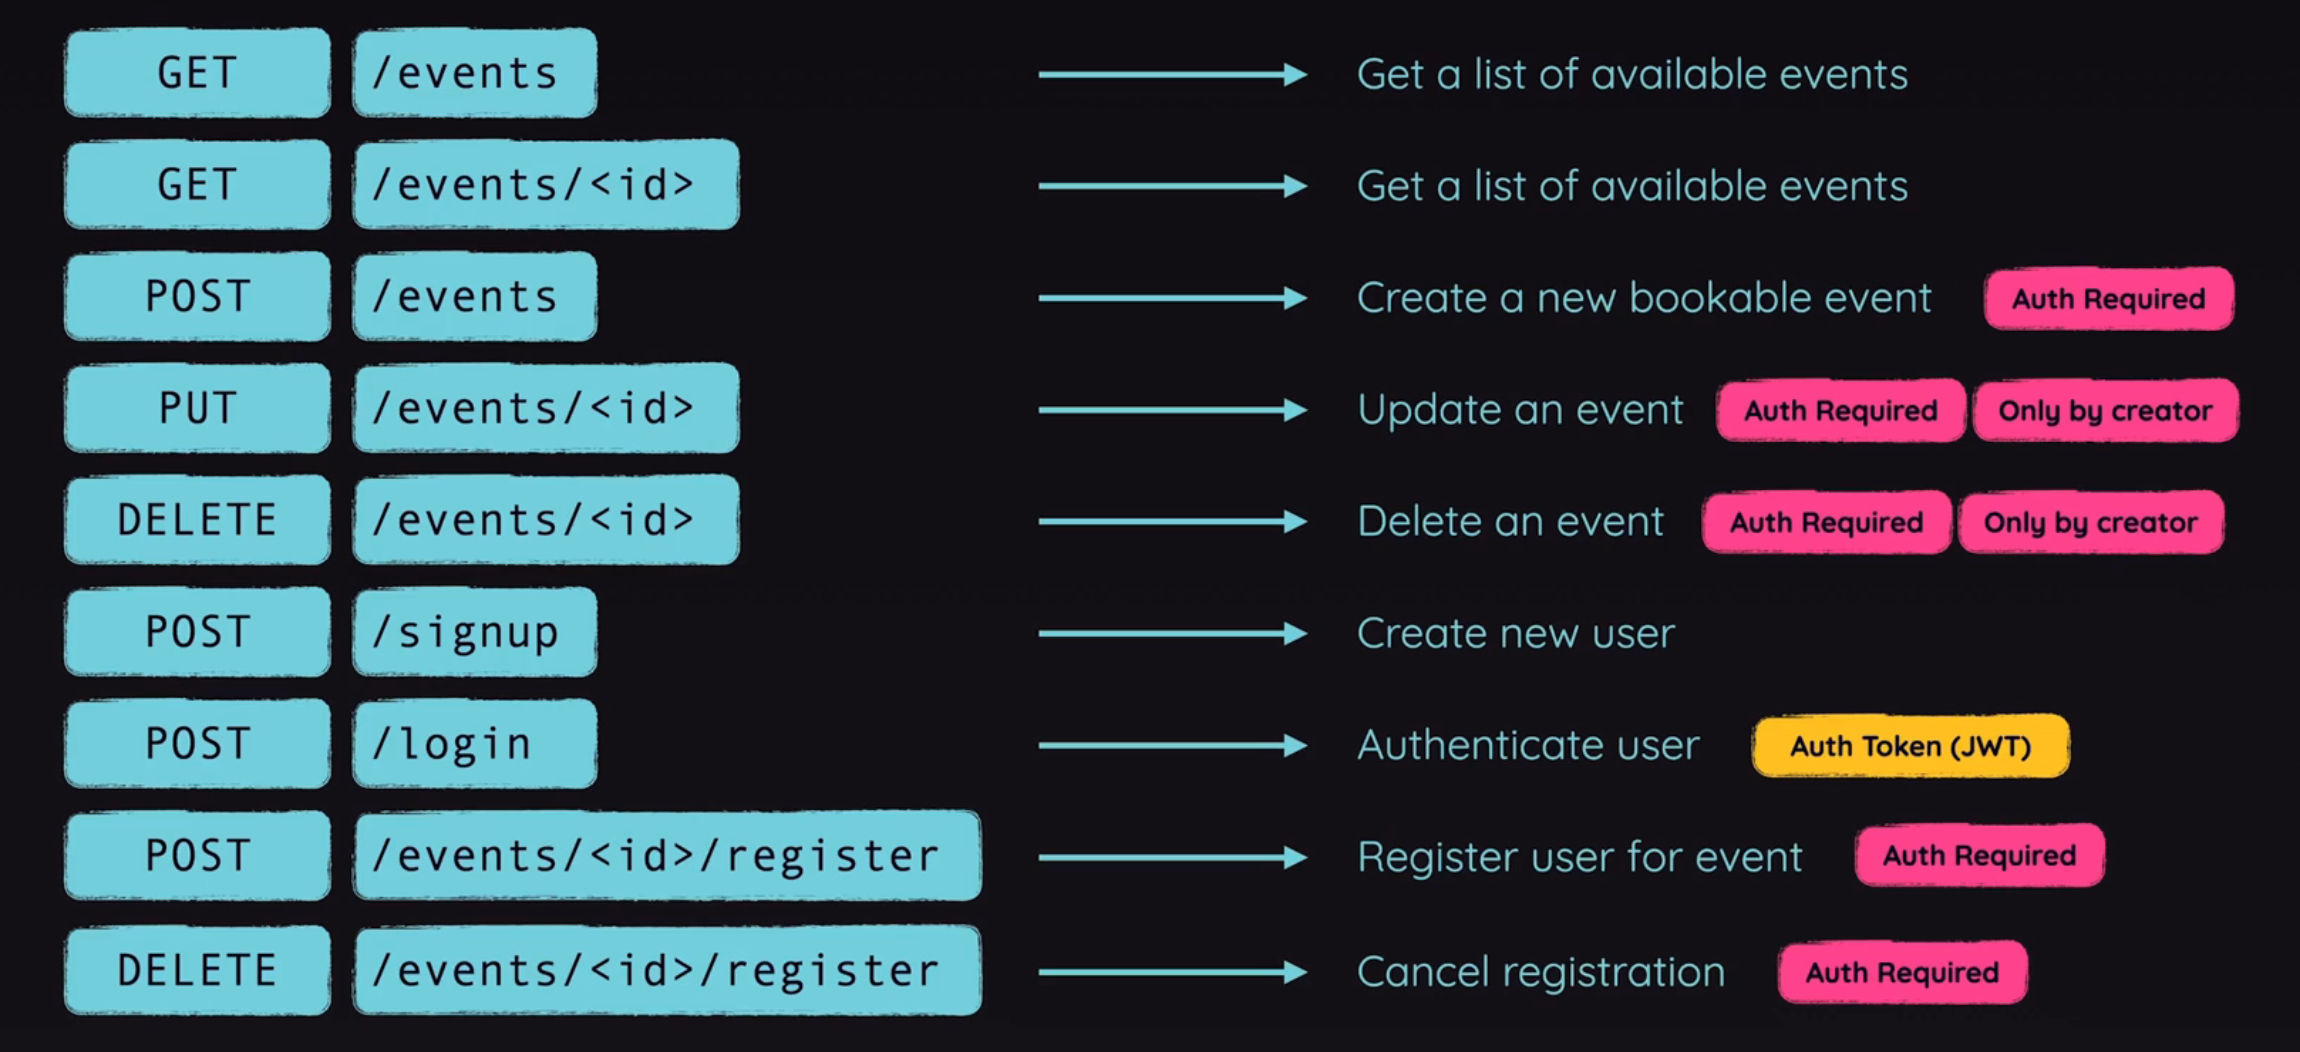 GET /events Get a list of available events
GET /events/<id> Get a list of available events
POST /events Create a new bookable event Auth Required
PUT /events/<id> Update an event Auth Required Only by creator
DELETE /events/<id> Delete an event Auth Required Only by creator
POST /signup Create new user
POST /login Authenticate user Auth Token (JWT)
POST /events/<id>/register Register user for event Auth Required
DELETE /events/<id>/register Cancel registration Auth Required